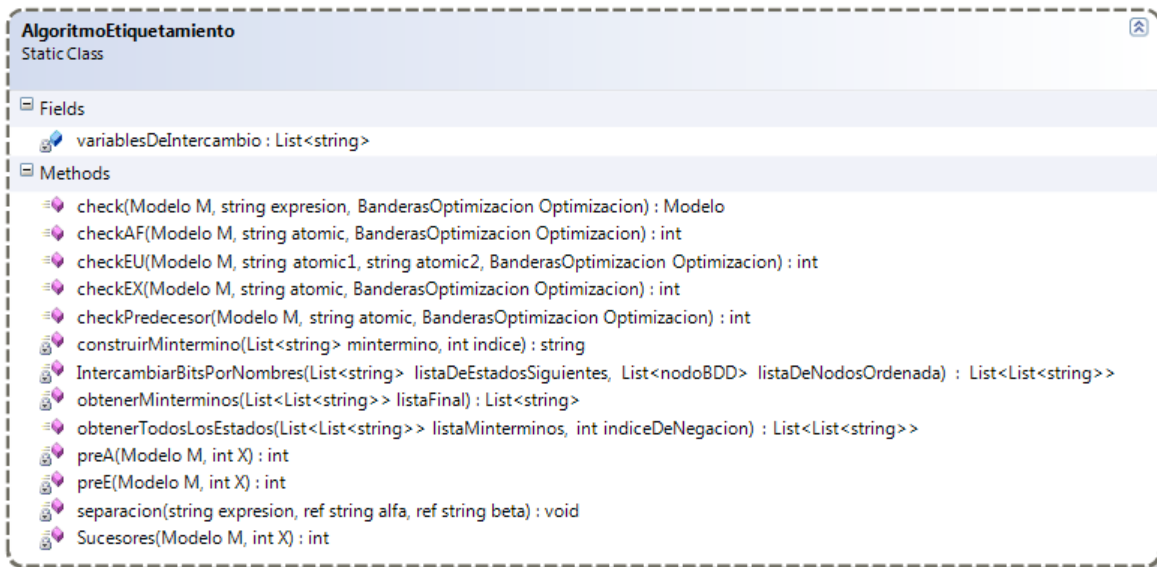 AlgoritmoEtiquetamiento
Static Class
Fields
variablesDeIntercambio : List<string>
Methods
check(Modelo M, string expresion, BanderasOptimizacion Optimizacion) : Modelo
checkAF(Modelo M, string atomic, BanderasOptimizacion Optimizacion) : int
checkEU(Modelo M, string atomic1, string atomic2, BanderasOptimizacion Optimizacion) : int
checkEX(Modelo M, string atomic, BanderasOptimizacion Optimizacion) : int
checkPredecesor(Modelo M, string atomic, BanderasOptimizacion Optimizacion) : int
construirMintermino(List<string> mintermino, int indice) : string
IntercambiarBitsPorNombres(List<string> listaDeEstadosSiguientes, List<nodoBDD> listaDeNodosOrdenada) : List<List<string>>
obtenerMinterminos(List<List<string>> listaFinal) : List<string>
obtenerTodosLosEstados(List<List<string>> listaMinterminos, int indiceDeNegacion) : List<List<string>>
preA(Modelo M, int X) : int
preE(Modelo M, int X) : int
separacion(string expresion, ref string alfa, ref string beta) : void
Sucesores(Modelo M, int X) : int